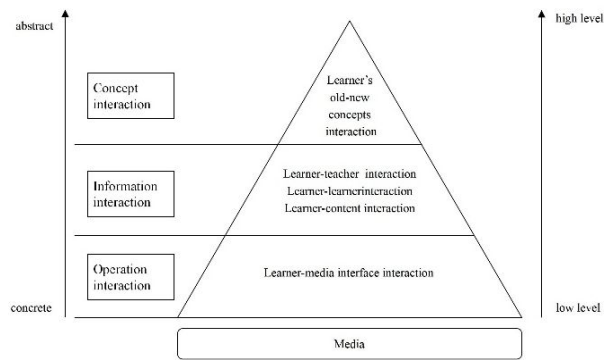 abstract
high level
Concept
interaction
Learner's
old-new
concepts
interaction
Information
interaction
Learner-teacher interaction
Learner-learnerinteraction
Learner-content interaction
Operation
interaction
Learner-media interface interaction
concrete
low level
Media